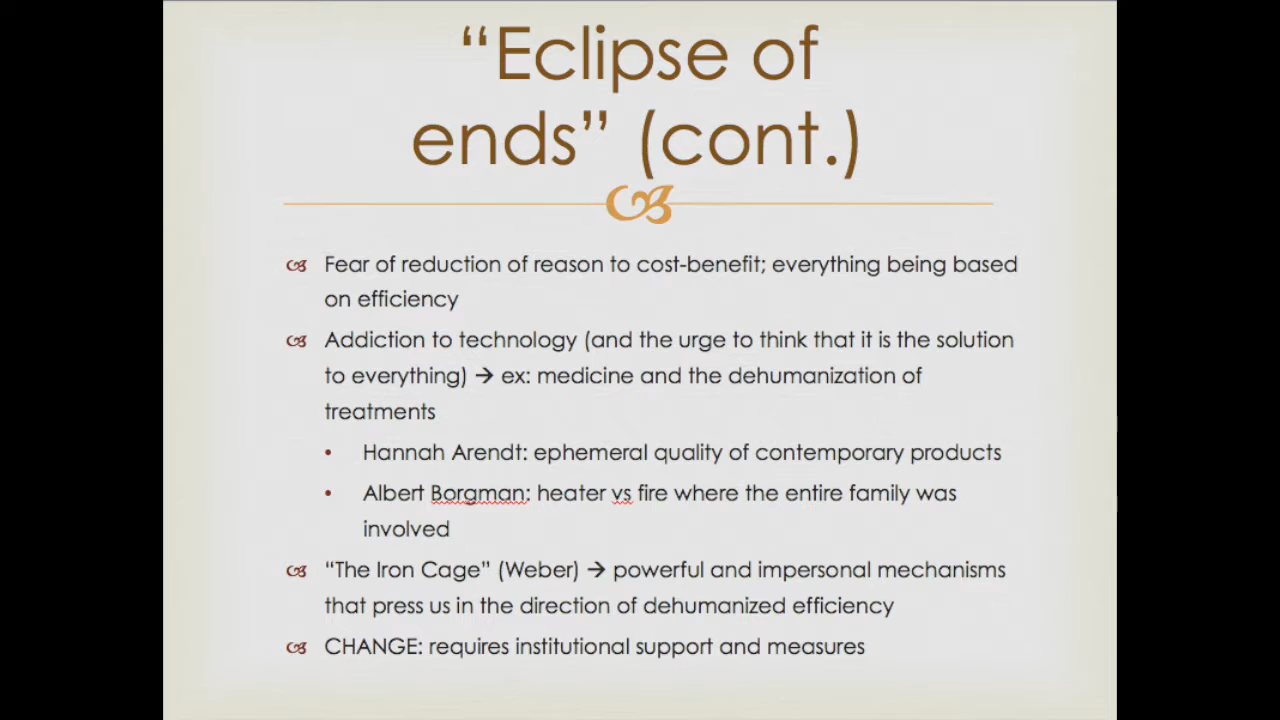 “Eclipse of
ends” (cont.)
Fear of reduction of reason to cost-benefit; everything being based
on efficiency
Addiction to technology (and the urge to think that it is the solution
to everything) → ex: medicine and the dehumanization of
treatments
• Hannah Arendt: ephemeral quality of contemporary products
• Albert Borgman: heater vs fire where the entire family was
involved
“The Iron Cage” (Weber) → powerful and impersonal mechanisms
that press us in the direction of dehumanized efficiency
CHANGE: requires institutional support and measures